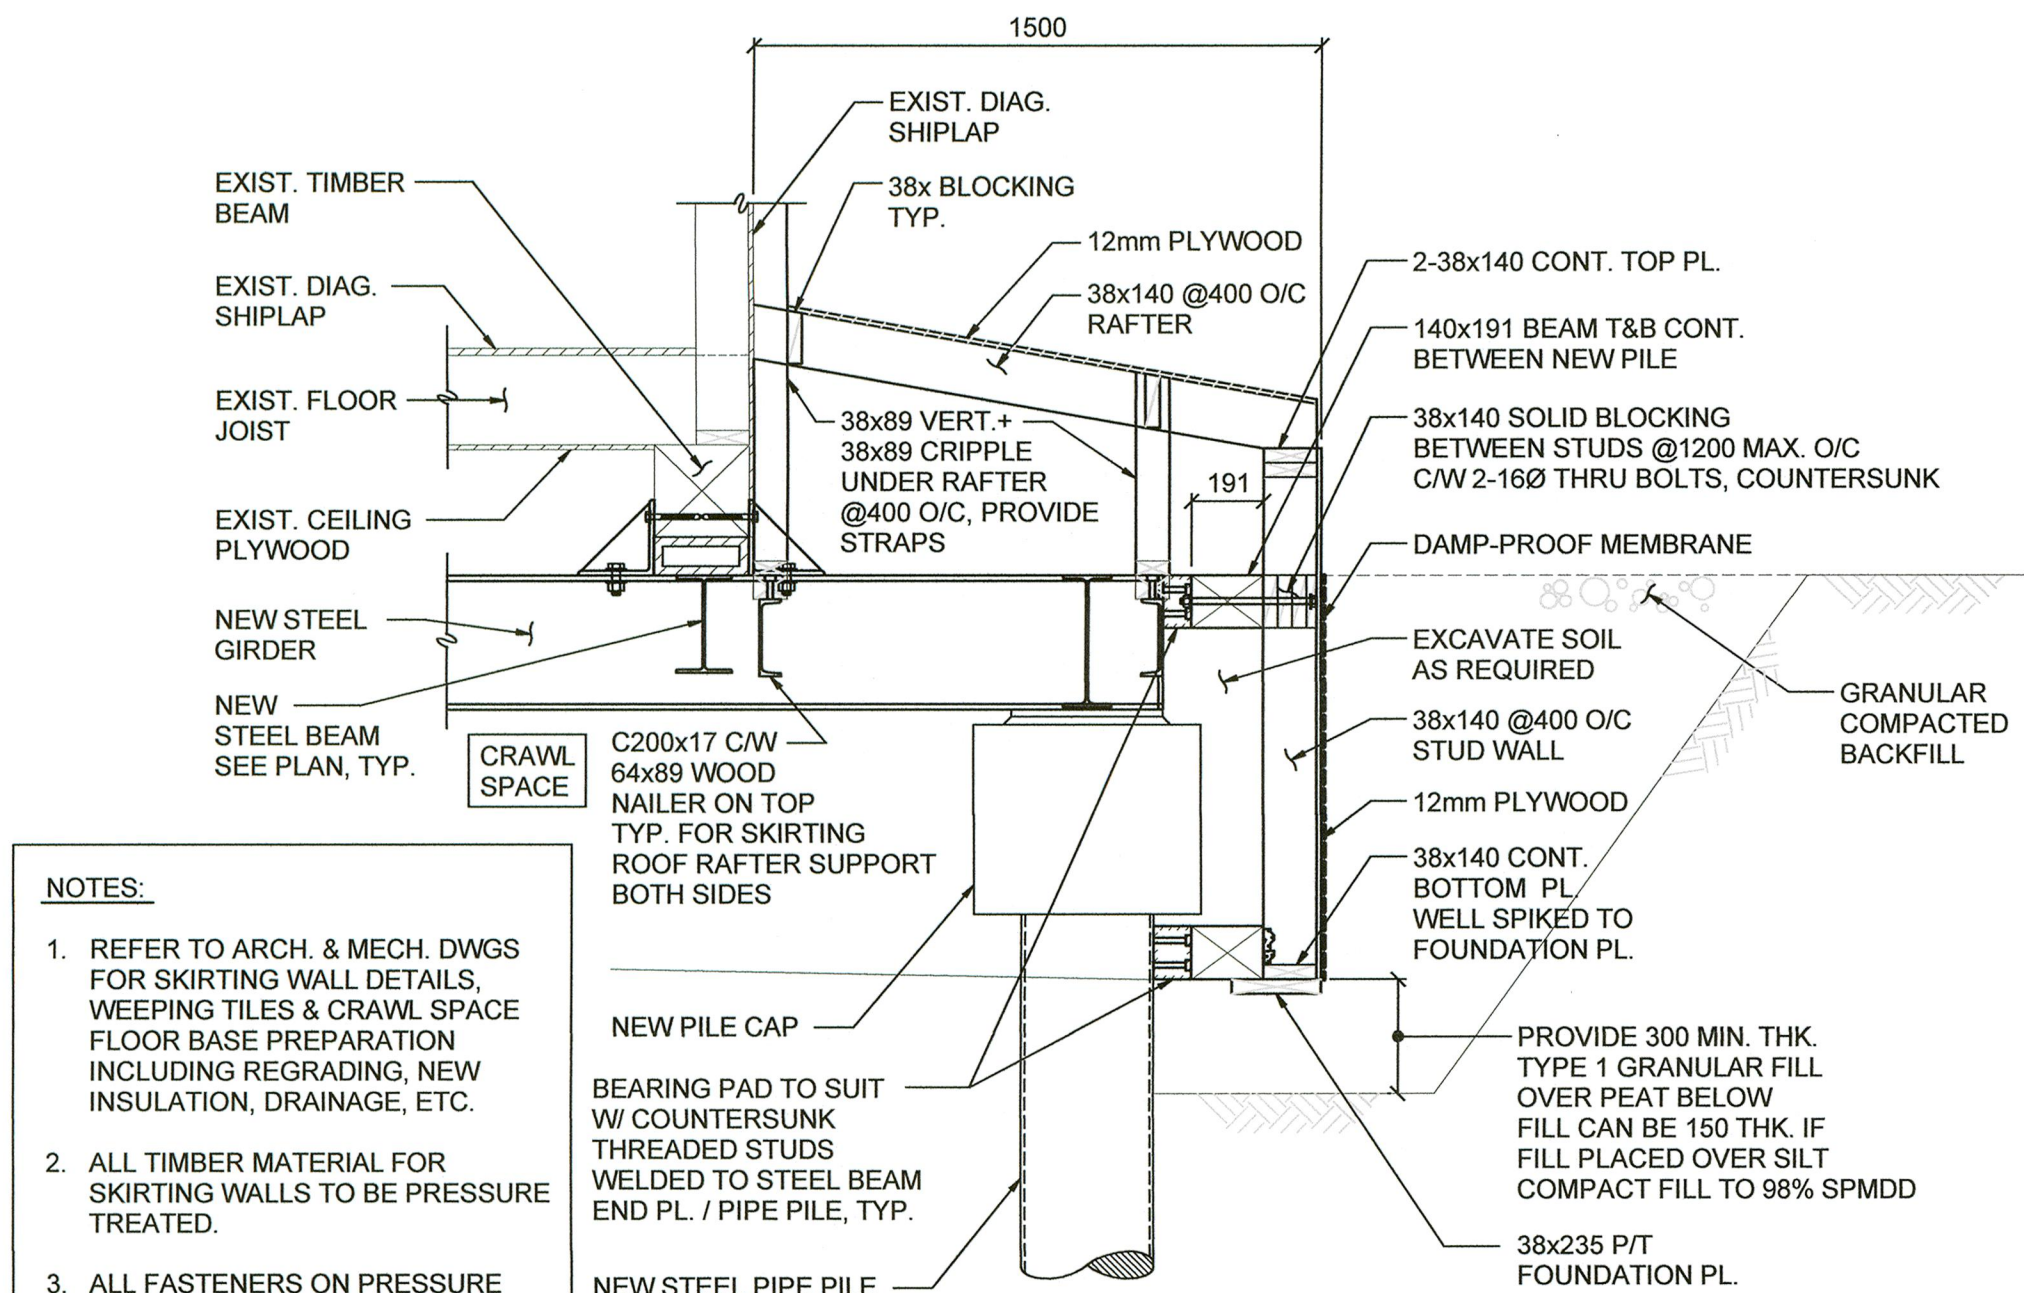 1500
EXIST. DIAG.
SHIPLAP
38x BLOCKING
TYP.
EXIST. TIMBER
BEAM
12mm PLYWOOD
2-38x140 CONT. TOP PL.
EXIST. DIAG.
SHIPLAP
38x140 @400 O/C
RAFTER
140x191 BEAM T&B CONT.
BETWEEN NEW PILE
EXIST. FLOOR
JOIST
38x89 VERT.+
38x89 CRIPPLE
UNDER RAFTER
@400 O/C, PROVIDE
STRAPS
191
38x140 SOLID BLOCKING
BETWEEN STUDS @1200 MAX. O/C
C/W 2-16Ø THRU BOLTS, COUNTERSUNK
EXIST. CEILING
PLYWOOD
DAMP-PROOF MEMBRANE
NEW STEEL
GIRDER
EXCAVATE SOIL
AS REQUIRED
GRANULAR
COMPACTED
BACKFILL
NEW
STEEL BEAM
SEE PLAN, TYP.
CRAWL
SPACE
C200x17 C/W
64x89 WOOD
NAILER ON TOP
TYP. FOR SKIRTING
ROOF RAFTER SUPPORT
BOTH SIDES
38x140 @400 O/C
STUD WALL
12mm PLYWOOD
38x140 CONT.
BOTTOM PL.
WELL SPIKED TO
FOUNDATION PL.
NOTES:
1. REFER TO ARCH. & MECH. DWGS
FOR SKIRTING WALL DETAILS,
WEEPING TILES & CRAWL SPACE
FLOOR BASE PREPARATION
INCLUDING REGRADING, NEW
INSULATION, DRAINAGE, ETC.
2. ALL TIMBER MATERIAL FOR
SKIRTING WALLS TO BE PRESSURE
TREATED.
3. ALL FASTENERS ON PRESSURE
NEW PILE CAP
BEARING PAD TO SUIT
W/ COUNTERSUNK
THREADED STUDS
WELDED TO STEEL BEAM
END PL. / PIPE PILE, TYP.
NEW STEEL PIPE PILE
PROVIDE 300 MIN. THK.
TYPE 1 GRANULAR FILL
OVER PEAT BELOW
FILL CAN BE 150 THK. IF
FILL PLACED OVER SILT
COMPACT FILL TO 98% SPMDD
38x235 P/T
FOUNDATION PL.